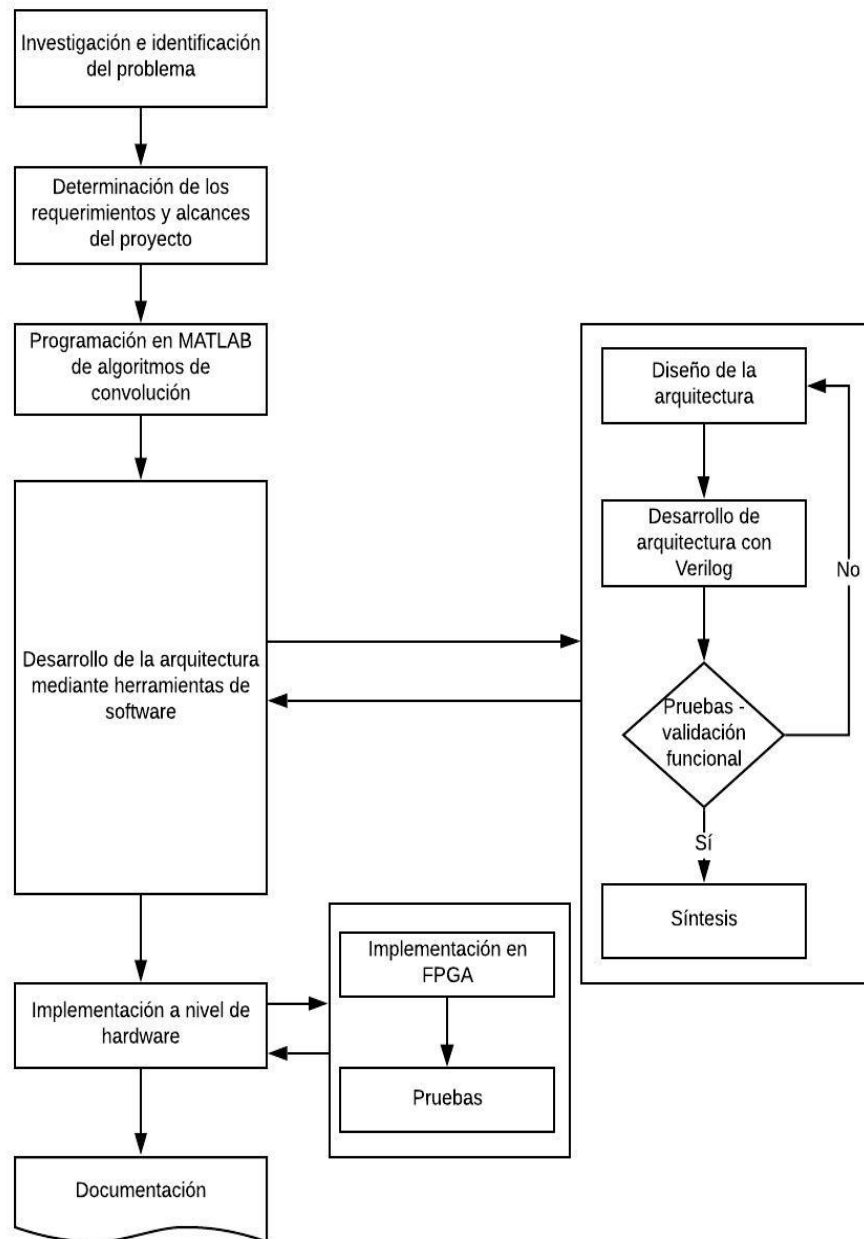 Investigación e identificación
del problema
Determinación de los
requerimientos y alcances
del proyecto
Programación en MATLAB
de algoritmos de
convolución
Desarrollo de la arquitectura
mediante herramientas de
software
Diseño de la
arquitectura
Desarrollo de
arquitectura con
Verilog
No
Pruebas -
validación
funcional
Sí
Síntesis
Implementación a nivel de
hardware
Implementación en
FPGA
Pruebas
Documentación